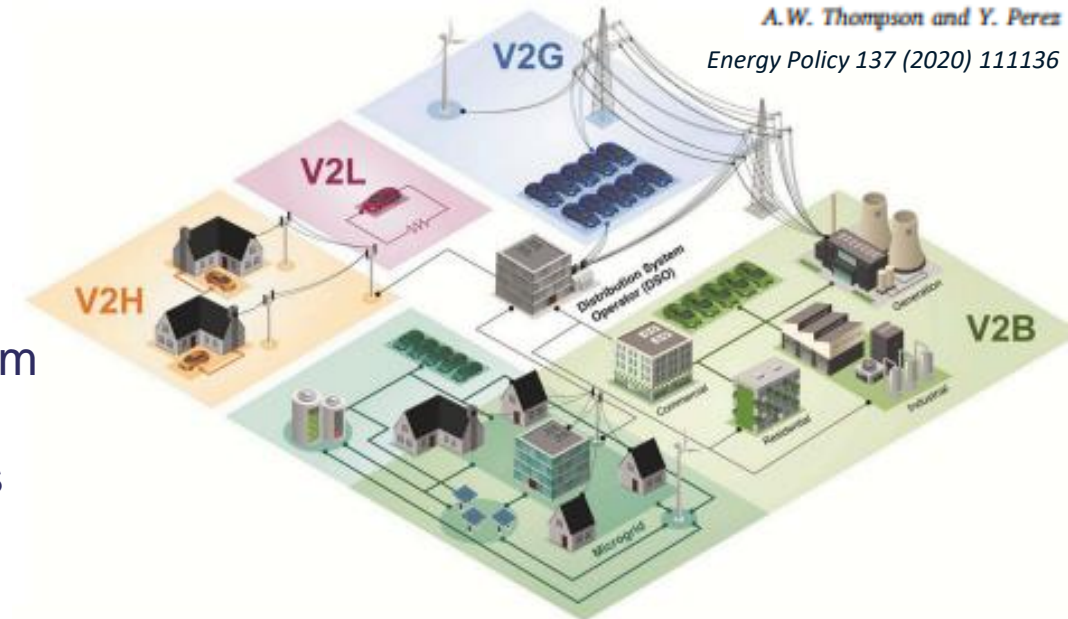 A.W. Thompson and Y. Perez
Energy Policy 137 (2020) 111136
V2G
V2L
V2H
Distribution System
Operator (DSO)
Generation
V2B
m
Commercial
Industrial
Residential
s
Microgrid